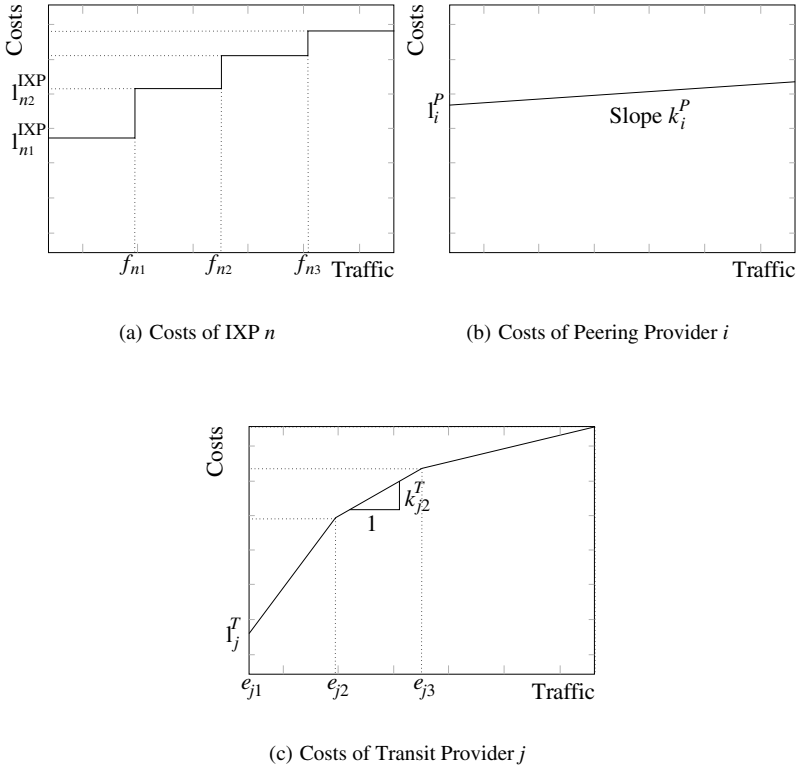 Costs
l_{n2}^{IXP}
l_{n1}^{IXP}
f_{n1} f_{n2} f_{n3} Traffic
(a) Costs of IXP n
Costs
l_i^P
Slope k_i^P
Traffic
(b) Costs of Peering Provider i
Costs
k_{j2}^T
1
l_j^T
e_{j1} e_{j2} e_{j3} Traffic
(c) Costs of Transit Provider j